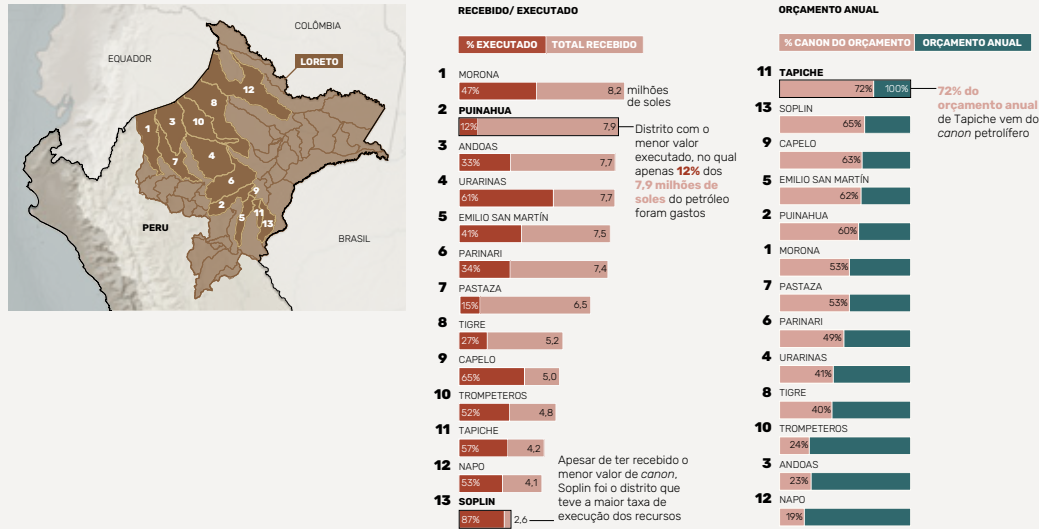 COLÔMBIA
EQUADOR
LORETO
12
8
1
3
10
7
4
6
9
2
5
11
13
PERU
BRASIL
RECEBIDO/ EXECUTADO
% EXECUTADO TOTAL RECEBIDO
1 MORONA
47% 8,2 milhões
de soles
2 PUINAHUA
12% 7,9
Distrito com o
menor valor
executado, no qual
apenas 12% dos
7,9 milhões de
soles do petróleo
foram gastos
3 ANDOAS
33% 7,7
4 URARINAS
61% 7,7
5 EMILIO SAN MARTÍN
41% 7,5
6 PARINARI
34% 7,4
7 PASTAZA
15% 6,5
8 TIGRE
27% 5,2
9 CAPELO
65% 5,0
10 TROMPETEROS
52% 4,8
11 TAPICHE
57% 4,2
12 NAPO
53% 4,1
13 SOPLIN
87% 2,6
Apesar de ter recebido o
menor valor de canon,
Soplin foi o distrito que
teve a maior taxa de
execução dos recursos
ORÇAMENTO ANUAL
% CANON DO ORÇAMENTO ORÇAMENTO ANUAL
11 TAPICHE
72% 100%
72% do
orçamento anual
de Tapiche vem do
canon petrolífero
13 SOPLIN
65%
9 CAPELO
63%
5 EMILIO SAN MARTÍN
62%
2 PUINAHUA
60%
1 MORONA
53%
7 PASTAZA
53%
6 PARINARI
49%
4 URARINAS
41%
8 TIGRE
40%
10 TROMPETEROS
24%
3 ANDOAS
23%
12 NAPO
19%